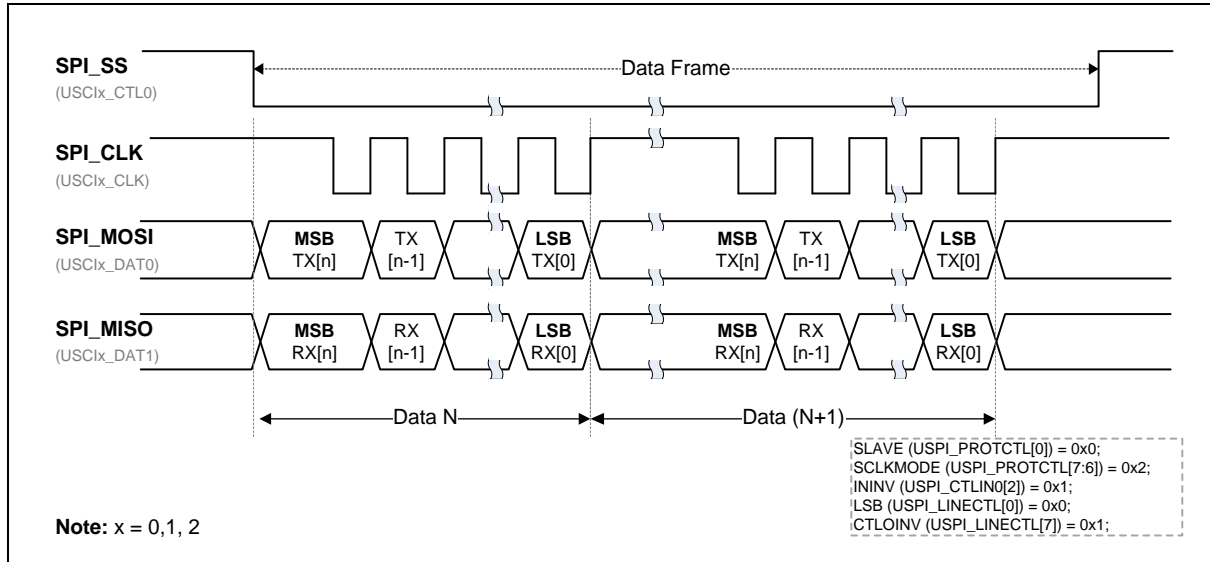 SPI_SS
(USCIx_CTL0)
Data Frame
SPI_CLK
(USCIx_CLK)
SPI_MOSI
(USCIx_DAT0)
MSB
TX[n]
TX
[n-1]
LSB
TX[0]
MSB
TX[n]
TX
[n-1]
LSB
TX[0]
SPI_MISO
(USCIx_DAT1)
MSB
RX[n]
RX
[n-1]
LSB
RX[0]
MSB
RX[n]
RX
[n-1]
LSB
RX[0]
Data N
Data (N+1)
SLAVE (USPI_PROTCTL[0]) = 0x0;
SCLKMODE (USPI_PROTCTL[7:6]) = 0x2;
ININV (USPI_CTLIN0[2]) = 0x1;
LSB (USPI_LINECTL[0]) = 0x0;
CTLOINV (USPI_LINECTL[7]) = 0x1;
Note: x = 0,1, 2